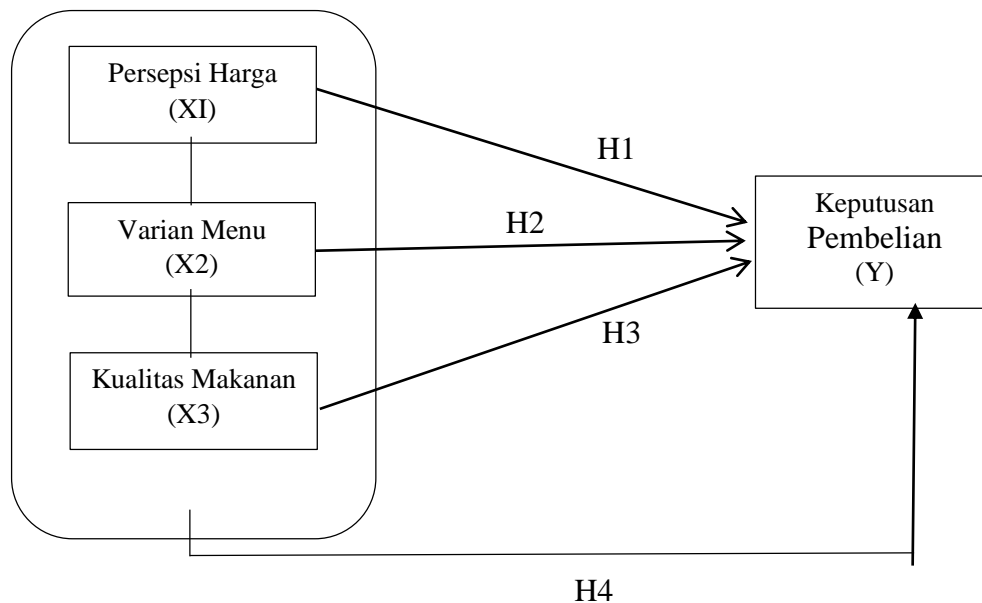 Persepsi Harga
(XI)
H1
Varian Menu
(X2)
H2
Keputusan
Pembelian
(Y)
Kualitas Makanan
(X3)
H3
H4